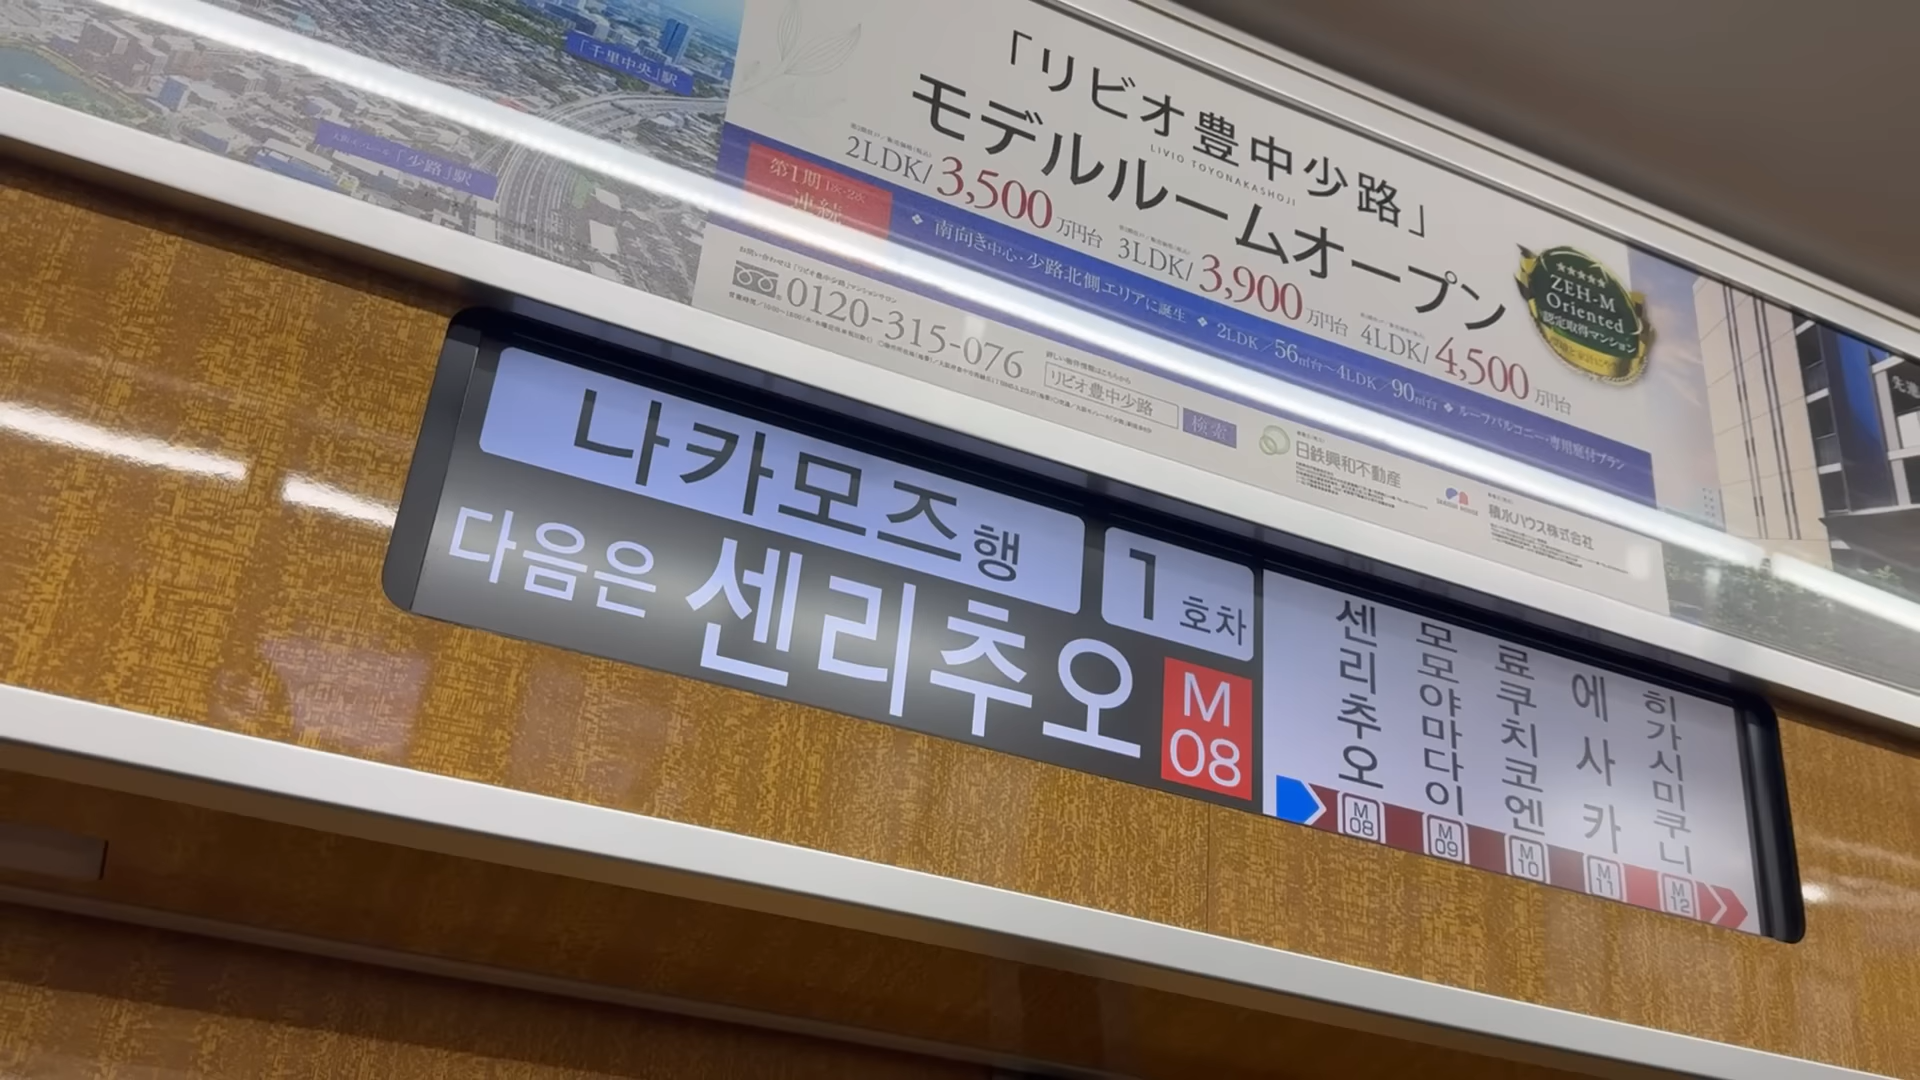 「千里中央」駅
「少路」駅
「リビオ豊中少路」
LIVIO TOYONAKASHOJI
モデルルームオープン
2LDK/3,500万円台 3LDK/3,900万円台 4LDK/4,500万円台
第1期
連続
南向き中心・少路北側エリアに誕生 2LDK/56㎡台~4LDK/90㎡台 ルーフバルコニー・専用庭付プラン
ZEH-M
Oriented
認定取得マンション
0120-315-076
リビオ豊中少路 検索
日鉄興和不動産
積水ハウス株式会社
나카모즈행
1 호차
다음은 센리추오
M
08
센리추오
모모야마다이
료쿠치코엔
에사카
히가시미쿠니
M
08
M
09
M
10
M
11
M
12